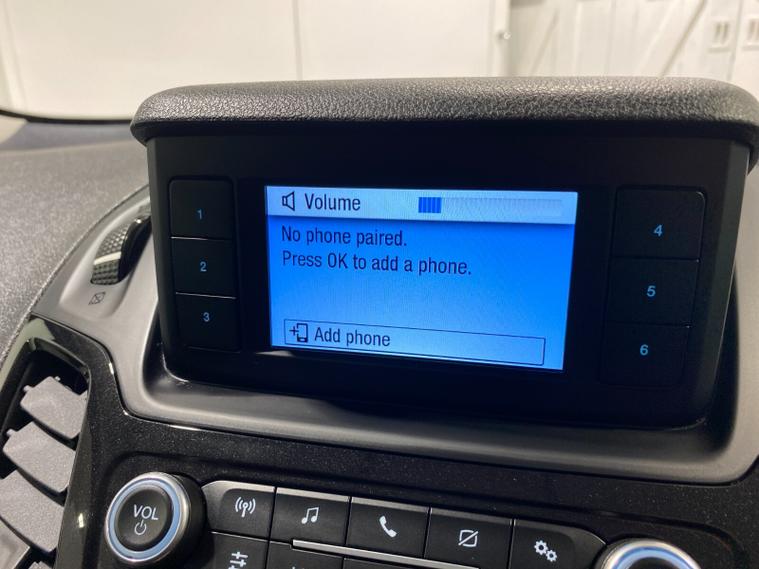 Volume
No phone paired.
Press OK to add a phone.
Add phone
1
2
3
4
5
6
VOL